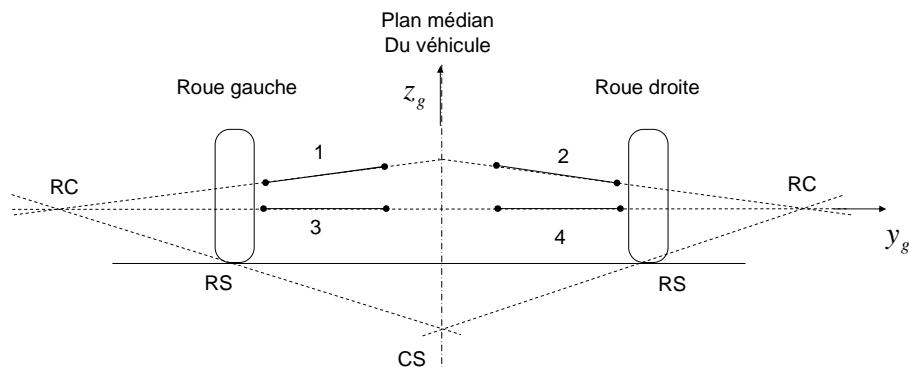 Plan médian
Du véhicule
Roue gauche
z_g
Roue droite
1
2
RC
RC
3
4
y_g
RS
RS
CS